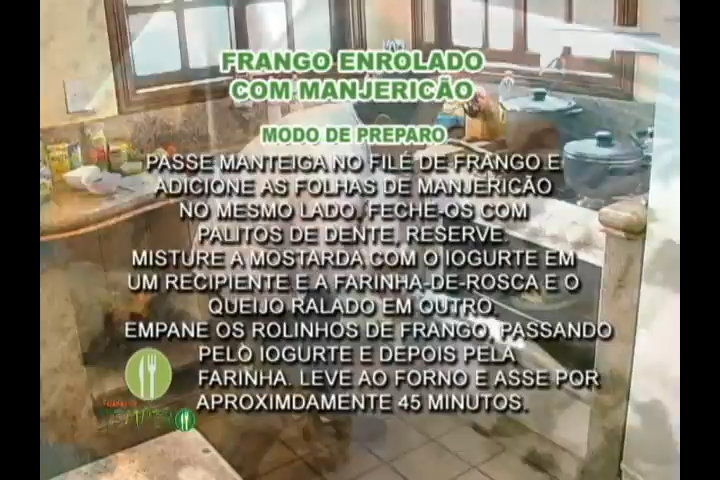 FRANGO ENROLADO
COM MANJERICÃO
MODO DE PREPARO
PASSE MANTEIGA NO FILÉ DE FRANGO E
ADICIONE AS FOLHAS DE MANJERICÃO
NO MESMO LADO, FECHE-OS COM
PALITOS DE DENTE, RESERVE.
MISTURE A MOSTARDA COM O IOGURTE EM
UM RECIPIENTE E A FARINHA-DE-ROSCA E O
QUEIJO RALADO EM OUTRO.
EMPANE OS ROLINHOS DE FRANGO, PASSANDO
PELO IOGURTE E DEPOIS PELA
FARINHA. LEVE AO FORNO E ASSE POR
APROXIMDAMENTE 45 MINUTOS.